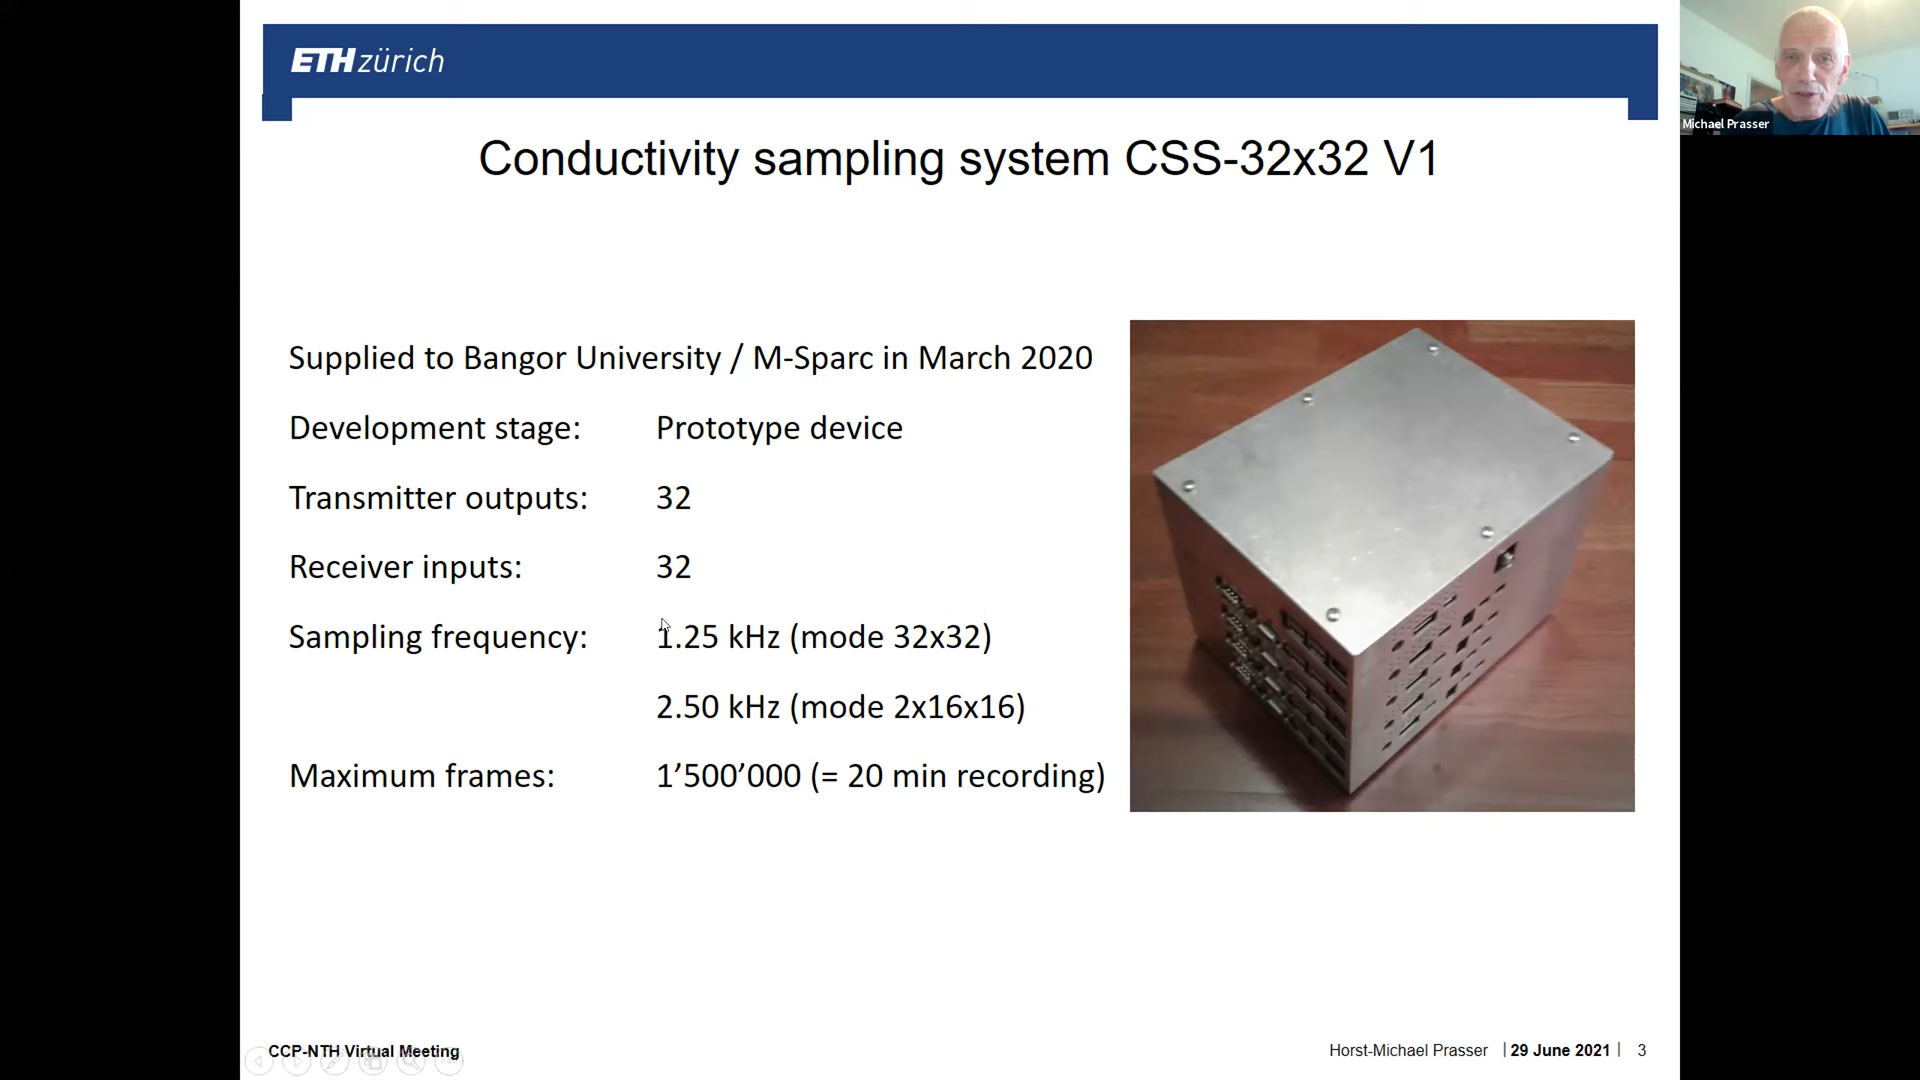 ETH zürich
Michael Prasser
Conductivity sampling system CSS-32x32 V1
Supplied to Bangor University / M-Sparc in March 2020
Development stage: Prototype device
Transmitter outputs: 32
Receiver inputs: 32
Sampling frequency: 1.25 kHz (mode 32x32)
2.50 kHz (mode 2x16x16)
Maximum frames: 1’500’000 (= 20 min recording)
CCP-NTH Virtual Meeting
Horst-Michael Prasser | 29 June 2021 | 3